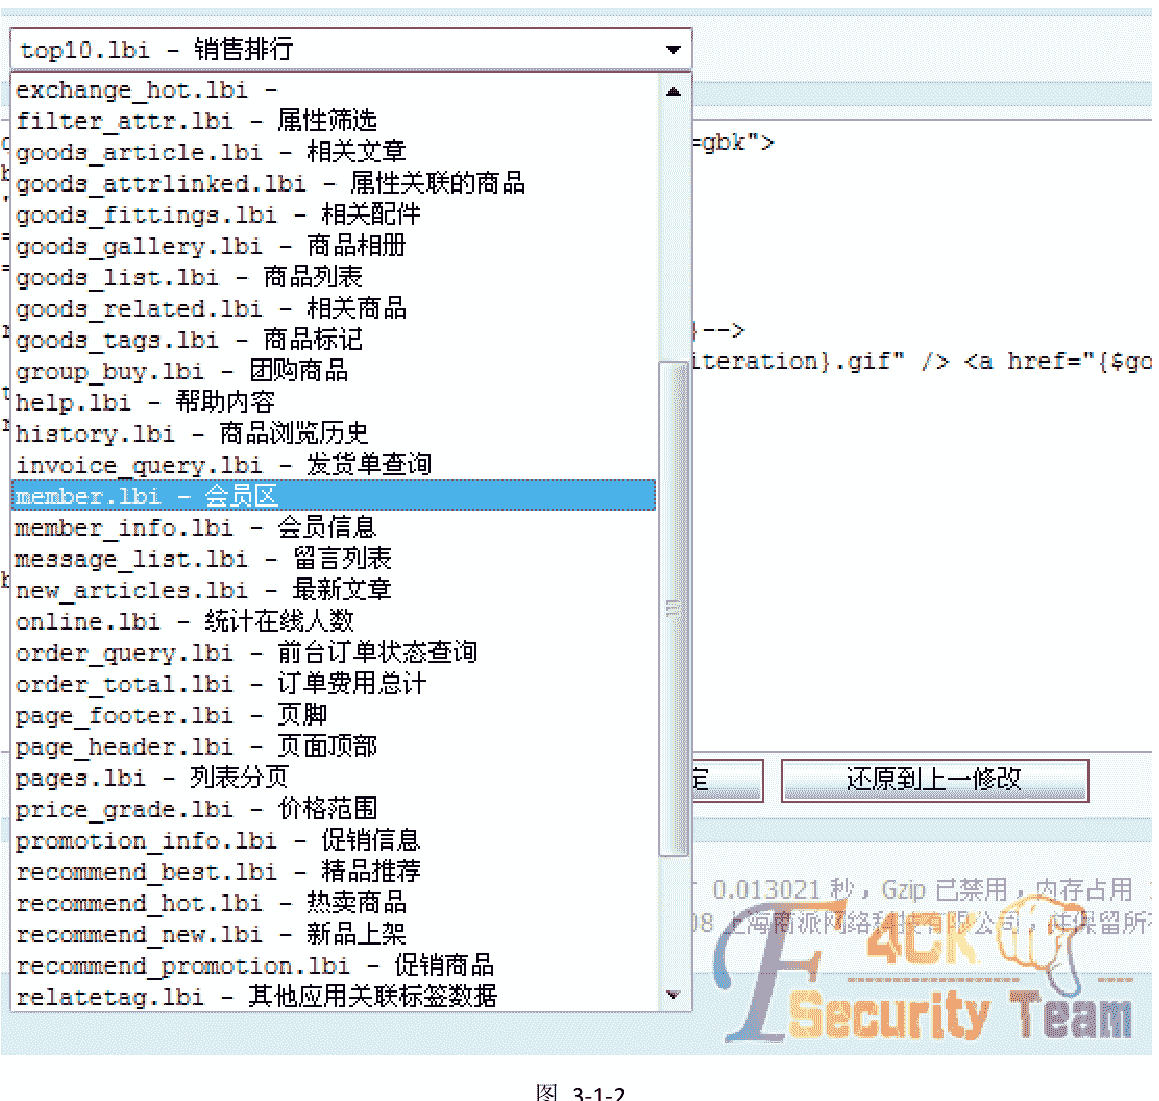 top10.lbi - 销售排行
exchange_hot.lbi -
filter_attr.lbi - 属性筛选
goods_article.lbi - 相关文章
=gbk">
goods_attrlinked.lbi - 属性关联的商品
goods_fittings.lbi - 相关配件
goods_gallery.lbi - 商品相册
goods_list.lbi - 商品列表
goods_related.lbi - 相关商品
}-->
goods_tags.lbi - 商品标记
iteration}.gif" /> <a href="{$go
group_buy.lbi - 团购商品
help.lbi - 帮助内容
history.lbi - 商品浏览历史
invoice_query.lbi - 发货单查询
member.lbi - 会员区
member_info.lbi - 会员信息
message_list.lbi - 留言列表
new_articles.lbi - 最新文章
online.lbi - 统计在线人数
order_query.lbi - 前台订单状态查询
order_total.lbi - 订单费用总计
page_footer.lbi - 页脚
page_header.lbi - 页面顶部
pages.lbi - 列表分页
定 还原到上一修改
price_grade.lbi - 价格范围
promotion_info.lbi - 促销信息
recommend_best.lbi - 精品推荐
0.013021 秒，Gzip 已禁用，内存占用
recommend_hot.lbi - 热卖商品
08 上海商派网络科技有限公司，
保留所
recommend_new.lbi - 新品上架
recommend_promotion.lbi - 促销商品
relatetag.lbi - 其他应用关联标签数据
F4CK
Security Team
图 3-1-2